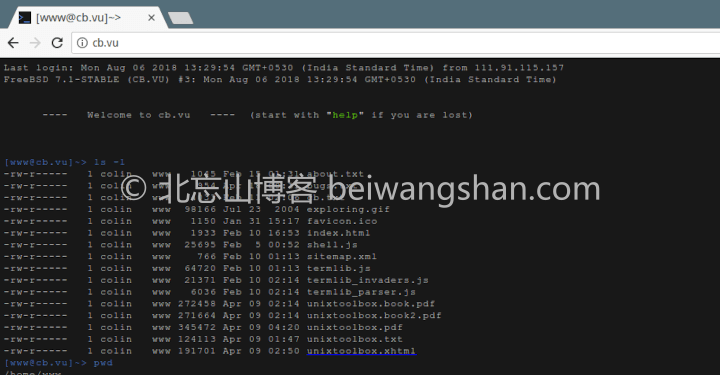 [www@cb.vu]~>
cb.vu
Last login: Mon Aug 06 2018 13:29:54 GMT+0530 (India Standard Time) from 111.91.115.157
FreeBSD 7.1-STABLE (CB.VU) #3: Mon Aug 06 2018 13:29:54 GMT+0530 (India Standard Time)
---- Welcome to cb.vu ---- (start with "help" if you are lost)
[www@cb.vu]~> ls -l
-rw-r----- 1 colin www 1045 Feb 15 01:31 about.txt
-rw-r----- 1 colin www
-rw-r----- 1 colin www
© 北忘山博客 beiwangshan.com
-rw-r----- 1 colin www 98166 Jul 23 2004 exploring.gif
-rw-r----- 1 colin www 1150 Jan 31 15:17 favicon.ico
-rw-r----- 1 colin www 1933 Feb 10 16:53 index.html
-rw-r----- 1 colin www 25695 Feb 5 00:52 shell.js
-rw-r----- 1 colin www 766 Feb 10 01:13 sitemap.xml
-rw-r----- 1 colin www 64720 Feb 10 01:13 termlib.js
-rw-r----- 1 colin www 21371 Feb 10 02:14 termlib_invaders.js
-rw-r----- 1 colin www 6036 Feb 10 02:14 termlib_parser.js
-rw-r----- 1 colin www 272458 Apr 09 02:14 unixtoolbox.book.pdf
-rw-r----- 1 colin www 271664 Apr 09 02:14 unixtoolbox.book2.pdf
-rw-r----- 1 colin www 345472 Apr 09 04:20 unixtoolbox.pdf
-rw-r----- 1 colin www 124113 Apr 09 01:47 unixtoolbox.txt
-rw-r----- 1 colin www 191701 Apr 09 02:50 unixtoolbox.xhtml
[www@cb.vu]~> pwd
/home/www